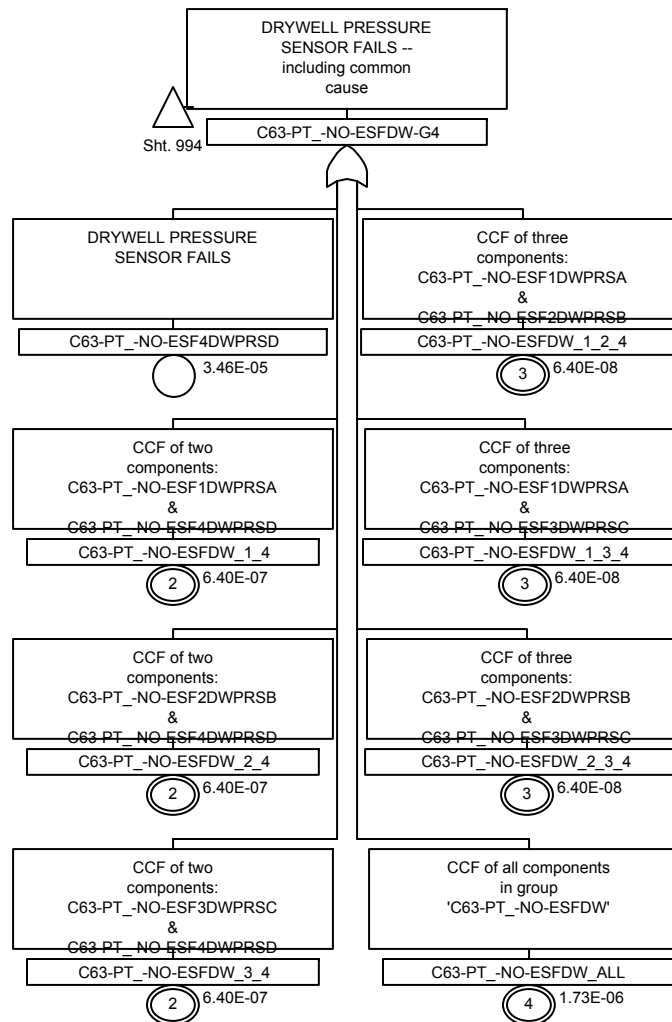 DRYWELL PRESSURE
SENSOR FAILS --
including common
cause
Sht. 994
C63-PT_-NO-ESFDW-G4
DRYWELL PRESSURE
SENSOR FAILS
C63-PT_-NO-ESF4DWPRSD
3.46E-05
CCF of three
components:
C63-PT_-NO-ESF1DWPRSA
&
C63-PT_-NO-ESF2DWPRSB
C63-PT_-NO-ESFDW_1_2_4
3 6.40E-08
CCF of two
components:
C63-PT_-NO-ESF1DWPRSA
&
C63-PT_-NO-ESF4DWPRSD
C63-PT_-NO-ESFDW_1_4
2 6.40E-07
CCF of three
components:
C63-PT_-NO-ESF1DWPRSA
&
C63-PT_-NO-ESF3DWPRSC
C63-PT_-NO-ESFDW_1_3_4
3 6.40E-08
CCF of two
components:
C63-PT_-NO-ESF2DWPRSB
&
C63-PT_-NO-ESF4DWPRSD
C63-PT_-NO-ESFDW_2_4
2 6.40E-07
CCF of three
components:
C63-PT_-NO-ESF2DWPRSB
&
C63-PT_-NO-ESF3DWPRSC
C63-PT_-NO-ESFDW_2_3_4
3 6.40E-08
CCF of two
components:
C63-PT_-NO-ESF3DWPRSC
&
C63-PT_-NO-ESF4DWPRSD
C63-PT_-NO-ESFDW_3_4
2 6.40E-07
CCF of all components
in group
'C63-PT_-NO-ESFDW'
C63-PT_-NO-ESFDW_ALL
4 1.73E-06